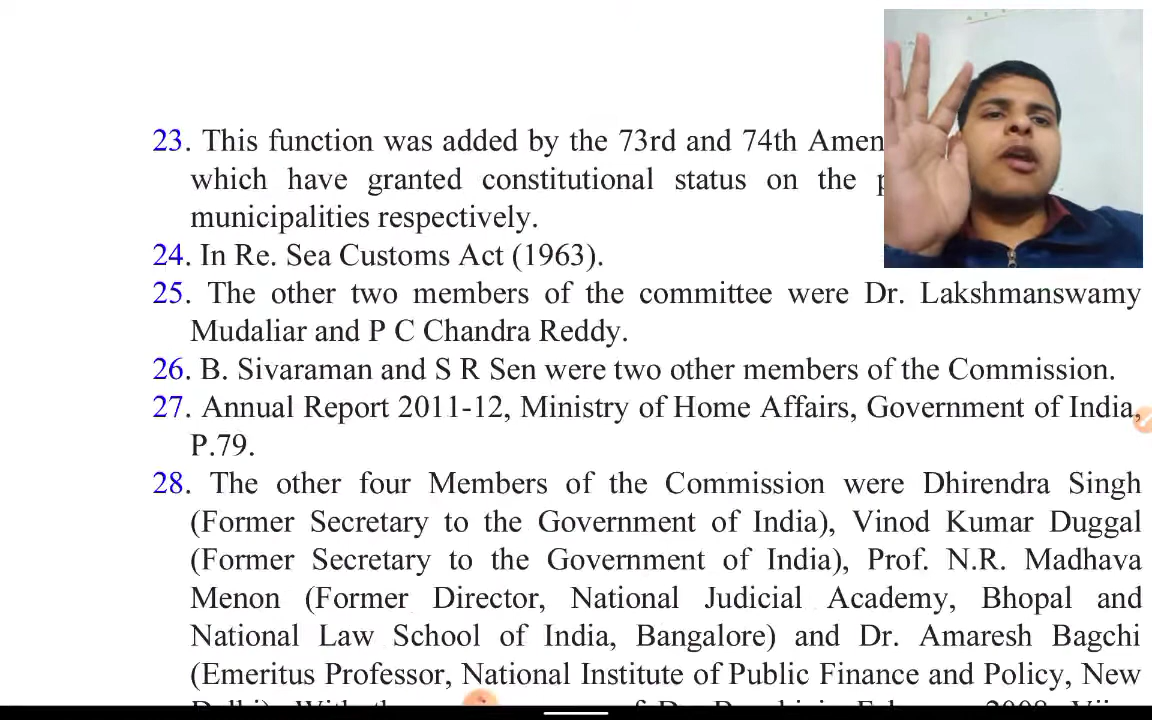 23. This function was added by the 73rd and 74th Amen
which have granted constitutional status on the
municipalities respectively.
24. In Re. Sea Customs Act (1963).
25. The other two members of the committee were Dr. Lakshmanswamy
Mudaliar and P C Chandra Reddy.
26. B. Sivaraman and S R Sen were two other members of the Commission.
27. Annual Report 2011-12, Ministry of Home Affairs, Government of India,
P.79.
28. The other four Members of the Commission were Dhirendra Singh
(Former Secretary to the Government of India), Vinod Kumar Duggal
(Former Secretary to the Government of India), Prof. N.R. Madhava
Menon (Former Director, National Judicial Academy, Bhopal and
National Law School of India, Bangalore) and Dr. Amaresh Bagchi
(Emeritus Professor, National Institute of Public Finance and Policy, New